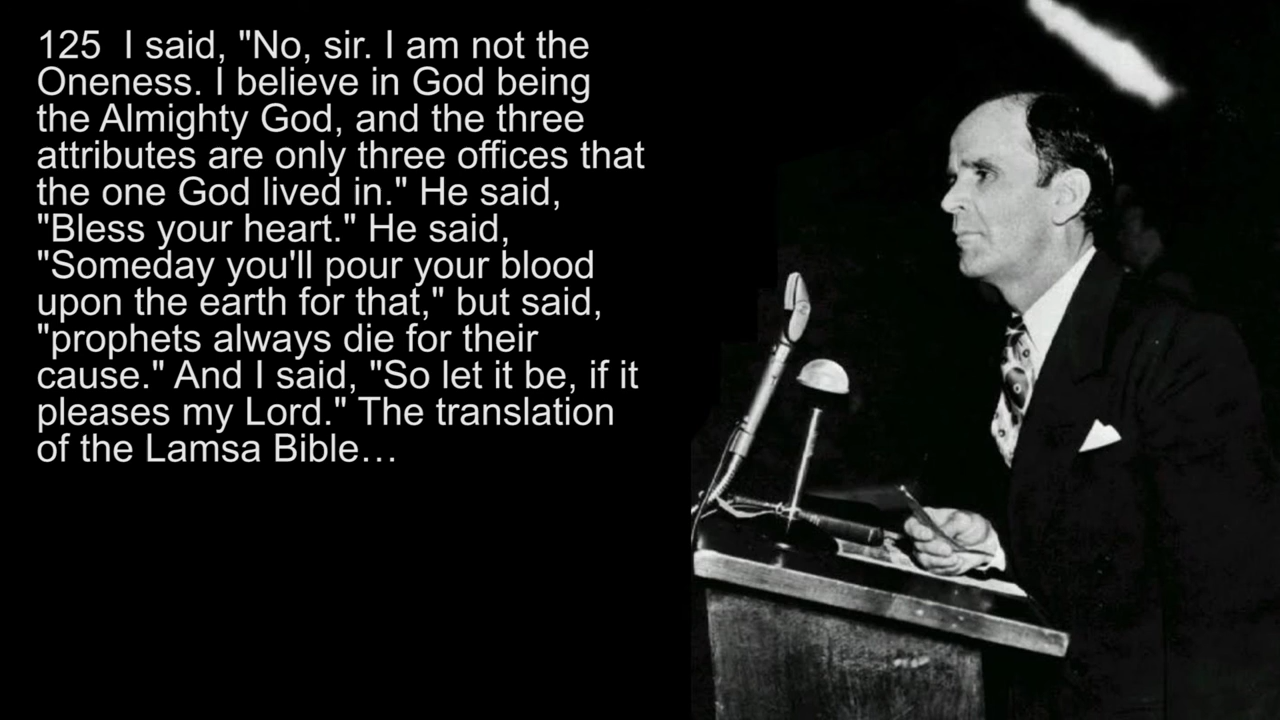 125 I said, "No, sir. I am not the
Oneness. I believe in God being
the Almighty God, and the three
attributes are only three offices that
the one God lived in." He said,
"Bless your heart." He said,
"Someday you'll pour your blood
upon the earth for that," but said,
"prophets always die for their
cause." And I said, "So let it be, if it
pleases my Lord." The translation
of the Lamsa Bible…